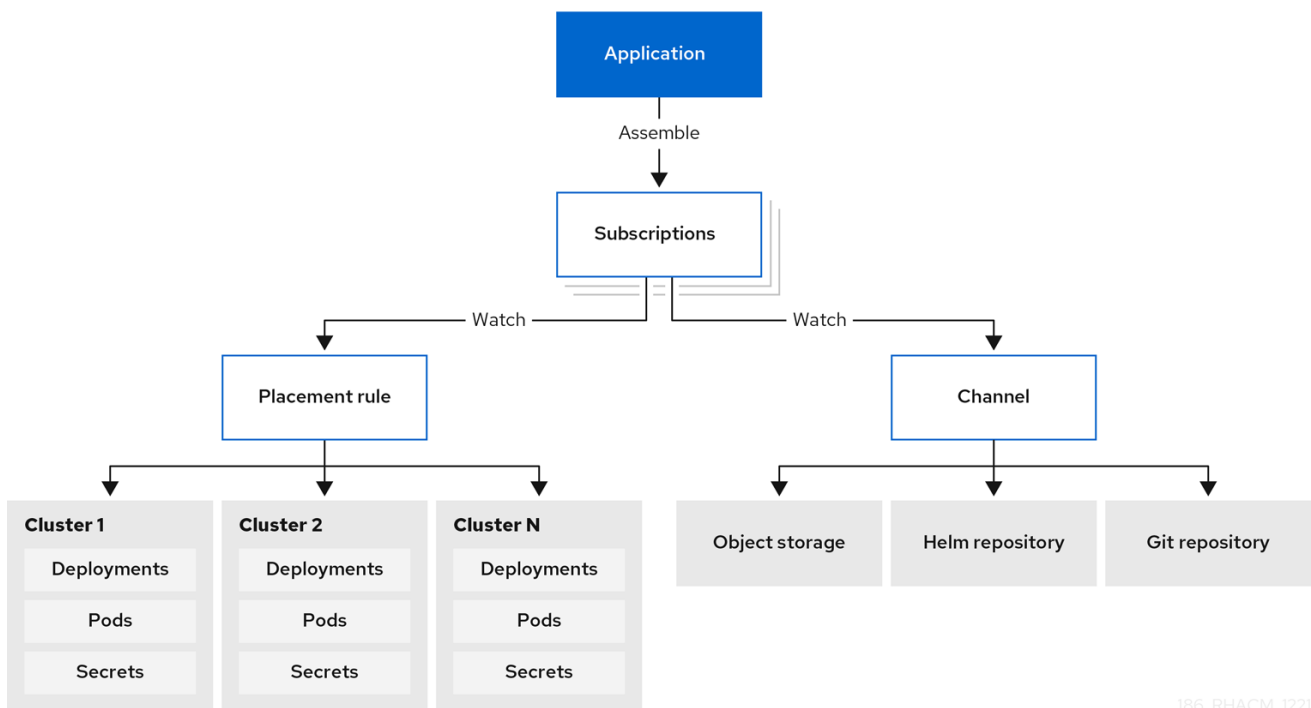 Application
Assemble
Subscriptions
Watch
Watch
Placement rule
Channel
Cluster 1
Deployments
Pods
Secrets
Cluster 2
Deployments
Pods
Secrets
Cluster N
Deployments
Pods
Secrets
Object storage
Helm repository
Git repository
186_RHACM_1221